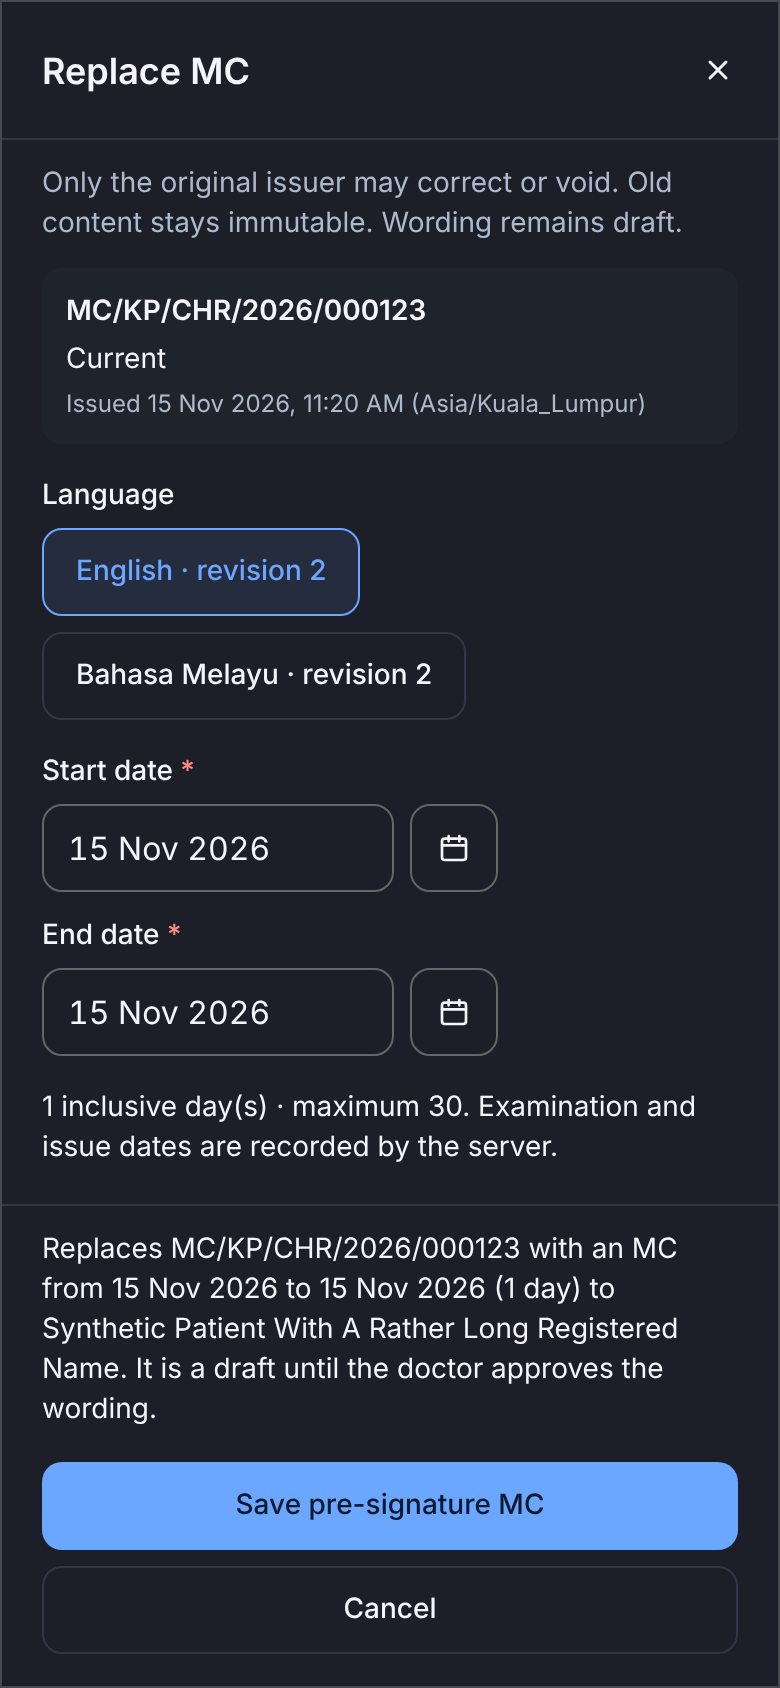 Replace MC
Only the original issuer may correct or void. Old
content stays immutable. Wording remains draft.
MC/KP/CHR/2026/000123
Current
Issued 15 Nov 2026, 11:20 AM (Asia/Kuala_Lumpur)
Language
English · revision 2
Bahasa Melayu · revision 2
Start date *
15 Nov 2026
End date *
15 Nov 2026
1 inclusive day(s) · maximum 30. Examination and
issue dates are recorded by the server.
Replaces MC/KP/CHR/2026/000123 with an MC
from 15 Nov 2026 to 15 Nov 2026 (1 day) to
Synthetic Patient With A Rather Long Registered
Name. It is a draft until the doctor approves the
wording.
Save pre-signature MC
Cancel